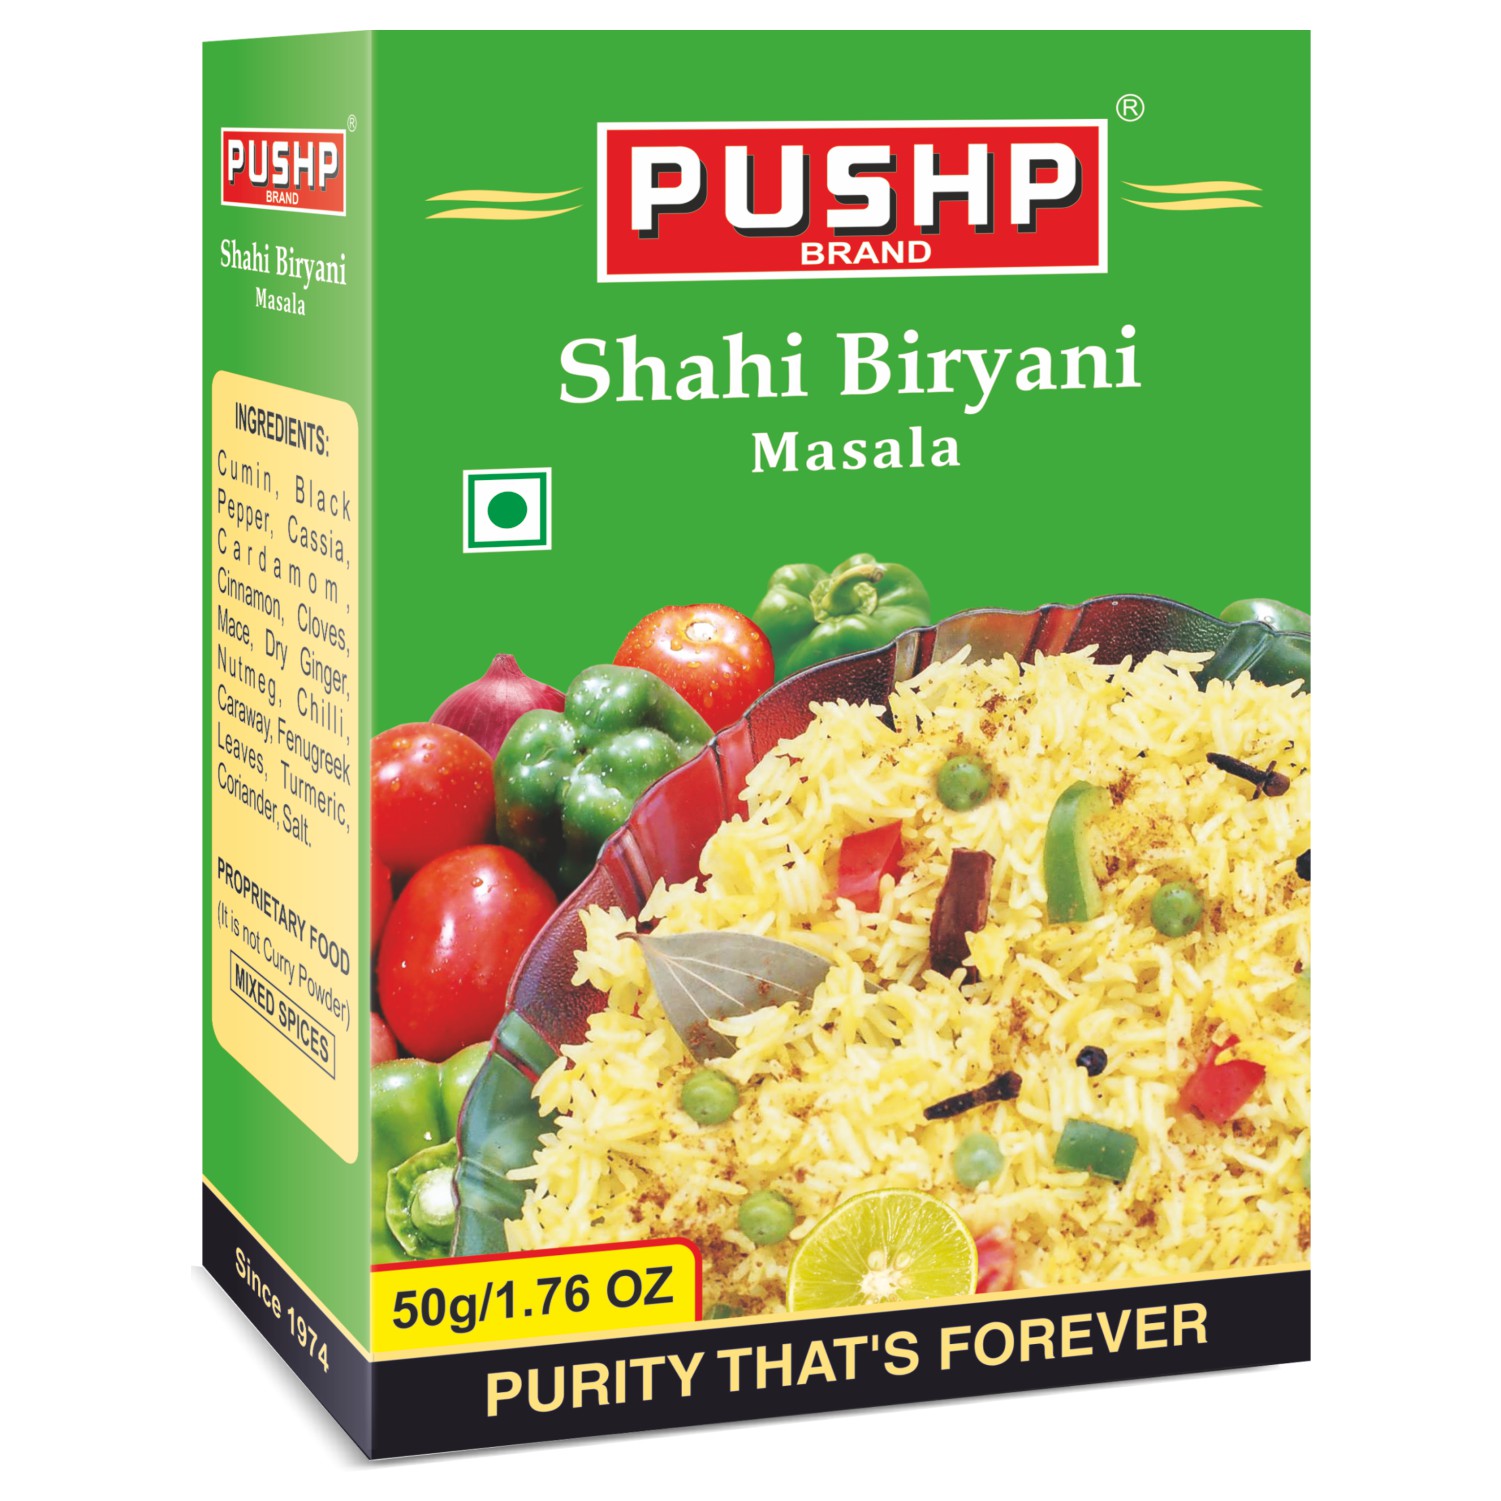 PUSHP
BRAND
®
Shahi Biryani
Masala
INGREDIENTS:
Cumin, Black
Pepper, Cassia,
Cardamom,
Cinnamon, Cloves,
Mace, Dry Ginger,
Nutmeg, Chilli,
Caraway, Fenugreek
Leaves, Turmeric,
Coriander, Salt.
PROPRIETARY FOOD
(It is not Curry Powder)
MIXED SPICES
Since 1974
PUSHP
BRAND
®
Shahi Biryani
Masala
50g/1.76 OZ
PURITY THAT'S FOREVER